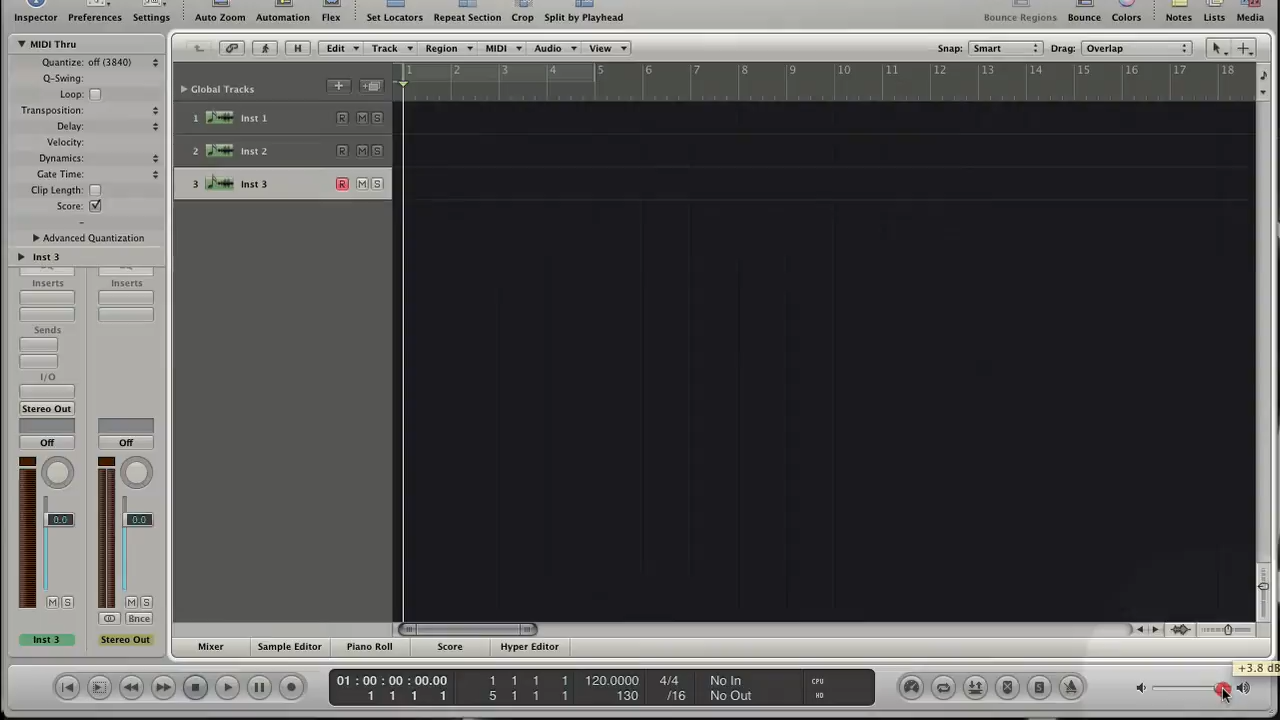 Inspector Preferences Settings Auto Zoom Automation Flex Set Locators Repeat Section Crop Split by Playhead Bounce Regions Bounce Colors Notes Lists Media
MIDI Thru H Edit Track Region MIDI Audio View Snap: Smart Drag: Overlap
Quantize: off (3840)
Q-Swing:
Loop:
Transposition:
Delay:
Velocity:
Dynamics:
Gate Time:
Clip Length:
Score:
-
Advanced Quantization
Inst 3
Inserts Inserts
Sends
I/O
Stereo Out
Off Off
0.0 0.0
M S M S
Bnce
Inst 3 Stereo Out
Global Tracks
1 2 3 4 5 6 7 8 9 10 11 12 13 14 15 16 17 18
1 Inst 1 R M S
2 Inst 2 R M S
3 Inst 3 R M S
Mixer Sample Editor Piano Roll Score Hyper Editor
+3.8 dB
01 : 00 : 00 : 00.00 1 1 1 1 120.0000 4/4 No In CPU
1 1 1 1 5 1 1 1 130 /16 No Out HD
S